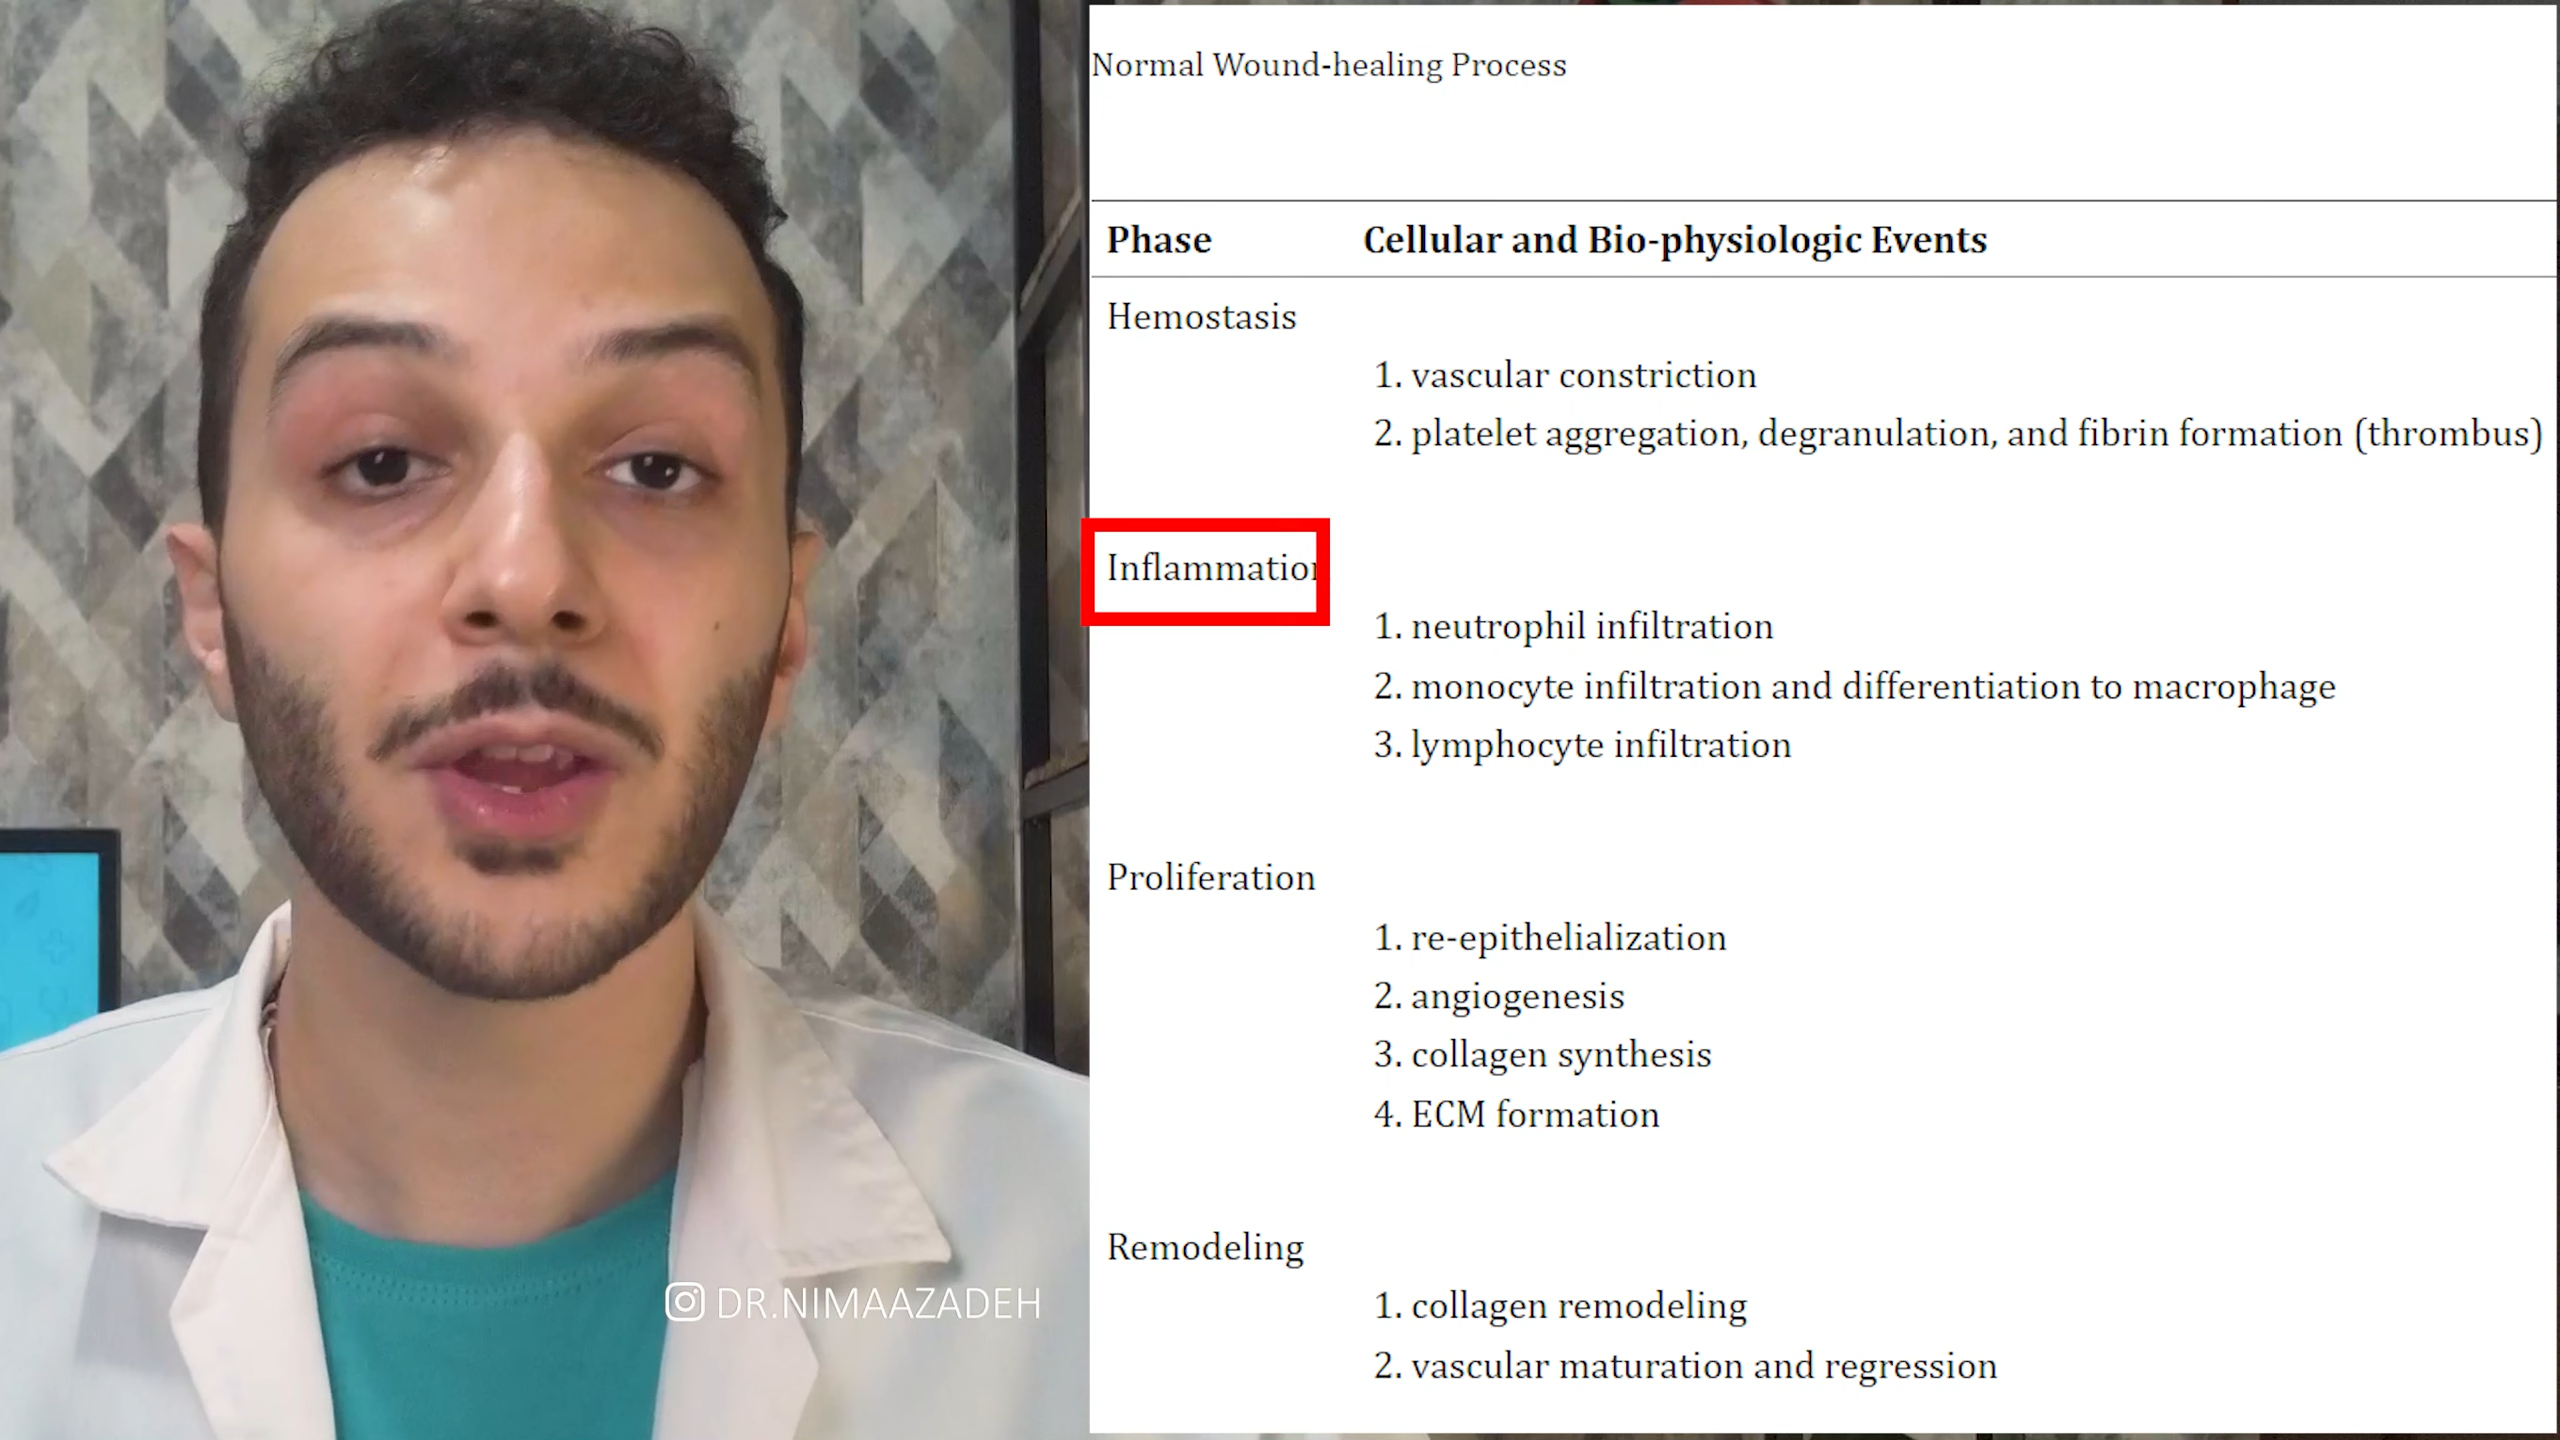 Normal Wound-healing Process
Phase Cellular and Bio-physiologic Events
Hemostasis
1. vascular constriction
2. platelet aggregation, degranulation, and fibrin formation (thrombus)
Inflammation
1. neutrophil infiltration
2. monocyte infiltration and differentiation to macrophage
3. lymphocyte infiltration
Proliferation
1. re-epithelialization
2. angiogenesis
3. collagen synthesis
4. ECM formation
Remodeling
1. collagen remodeling
2. vascular maturation and regression
DR.NIMAAZADEH